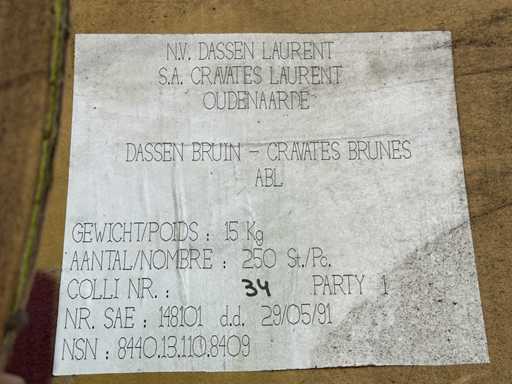 N.V. DASSEN LAURENT
S.A. CRAVATES LAURENT
OUDENAARDE
DASSEN BRUIN - CRAVATES BRUNES
ABL
GEWICHT/POIDS : 15 Kg
AANTAL/NOMBRE : 250 St./Pc.
COLLI NR. : 34 PARTY 1
NR. SAE : 148101 d.d. 29/05/91
NSN : 8440.13.110.8409